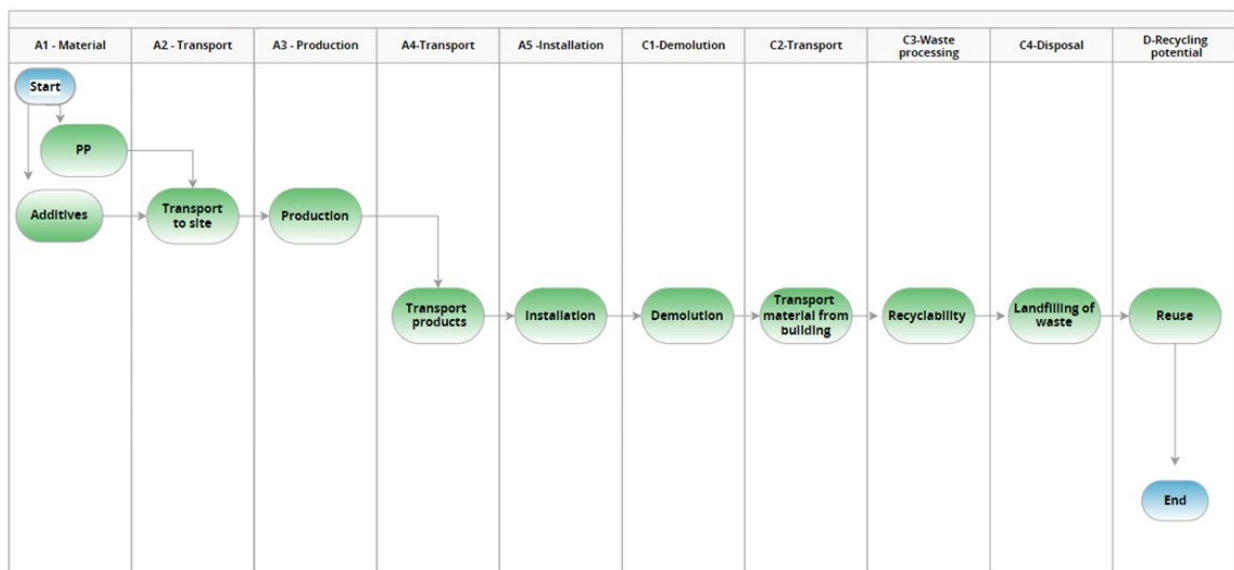 A1 - Material
A2 - Transport
A3 - Production
A4-Transport
A5 -Installation
C1-Demolution
C2-Transport
C3-Waste
processing
C4-Disposal
D-Recycling
potential
Start
PP
Additives
Transport
to site
Production
Transport
products
Installation
Demolution
Transport
material from
building
Recyclability
Landfilling of
waste
Reuse
End